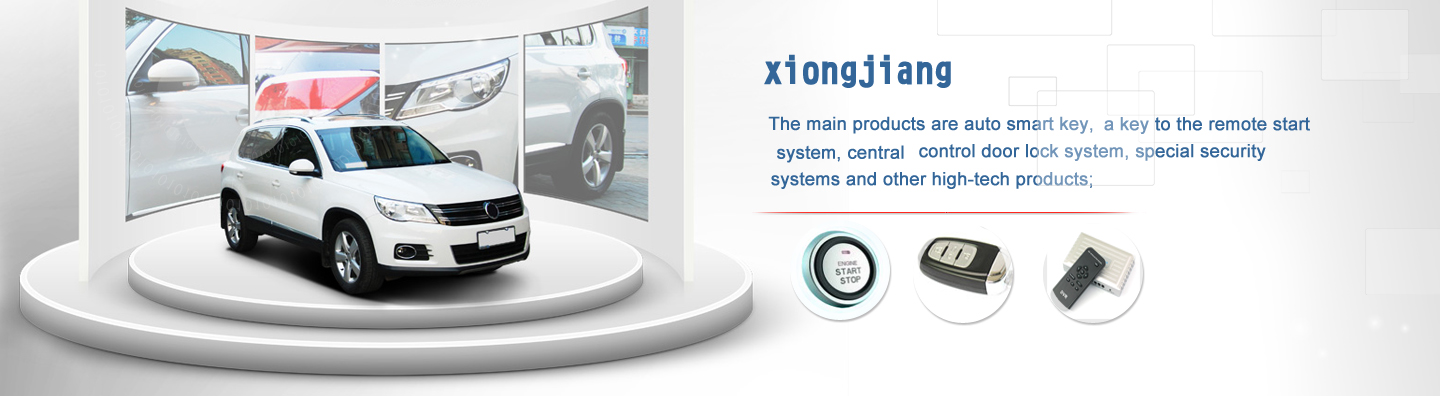 xiongjiang
The main products are auto smart key, a key to the remote start
system, central control door lock system, special security
systems and other high-tech products;
ENGINE
START
STOP